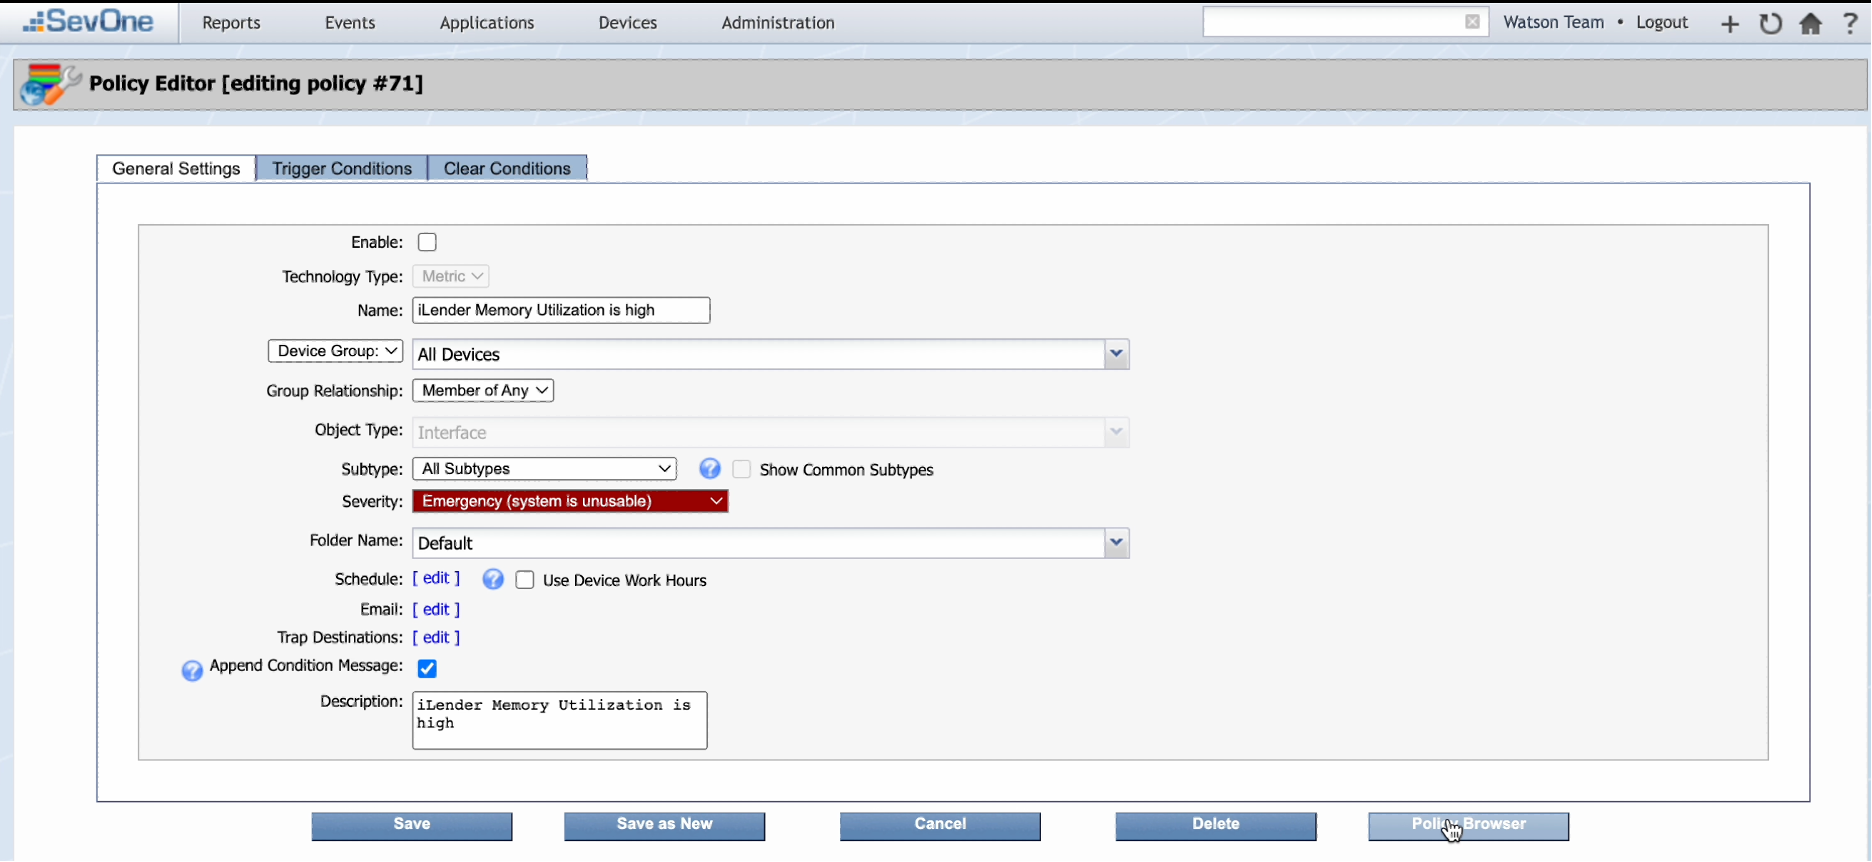 SevOne Reports Events Applications Devices Administration Watson Team • Logout + ?
Policy Editor [editing policy #71]
General Settings Trigger Conditions Clear Conditions
Enable:
Technology Type: Metric
Name: iLender Memory Utilization is high
Device Group: All Devices
Group Relationship: Member of Any
Object Type: Interface
Subtype: All Subtypes ? Show Common Subtypes
Severity: Emergency (system is unusable)
Folder Name: Default
Schedule: [ edit ] ? Use Device Work Hours
Email: [ edit ]
Trap Destinations: [ edit ]
? Append Condition Message:
Description: iLender Memory Utilization is
high
Save Save as New Cancel Delete Policy Browser